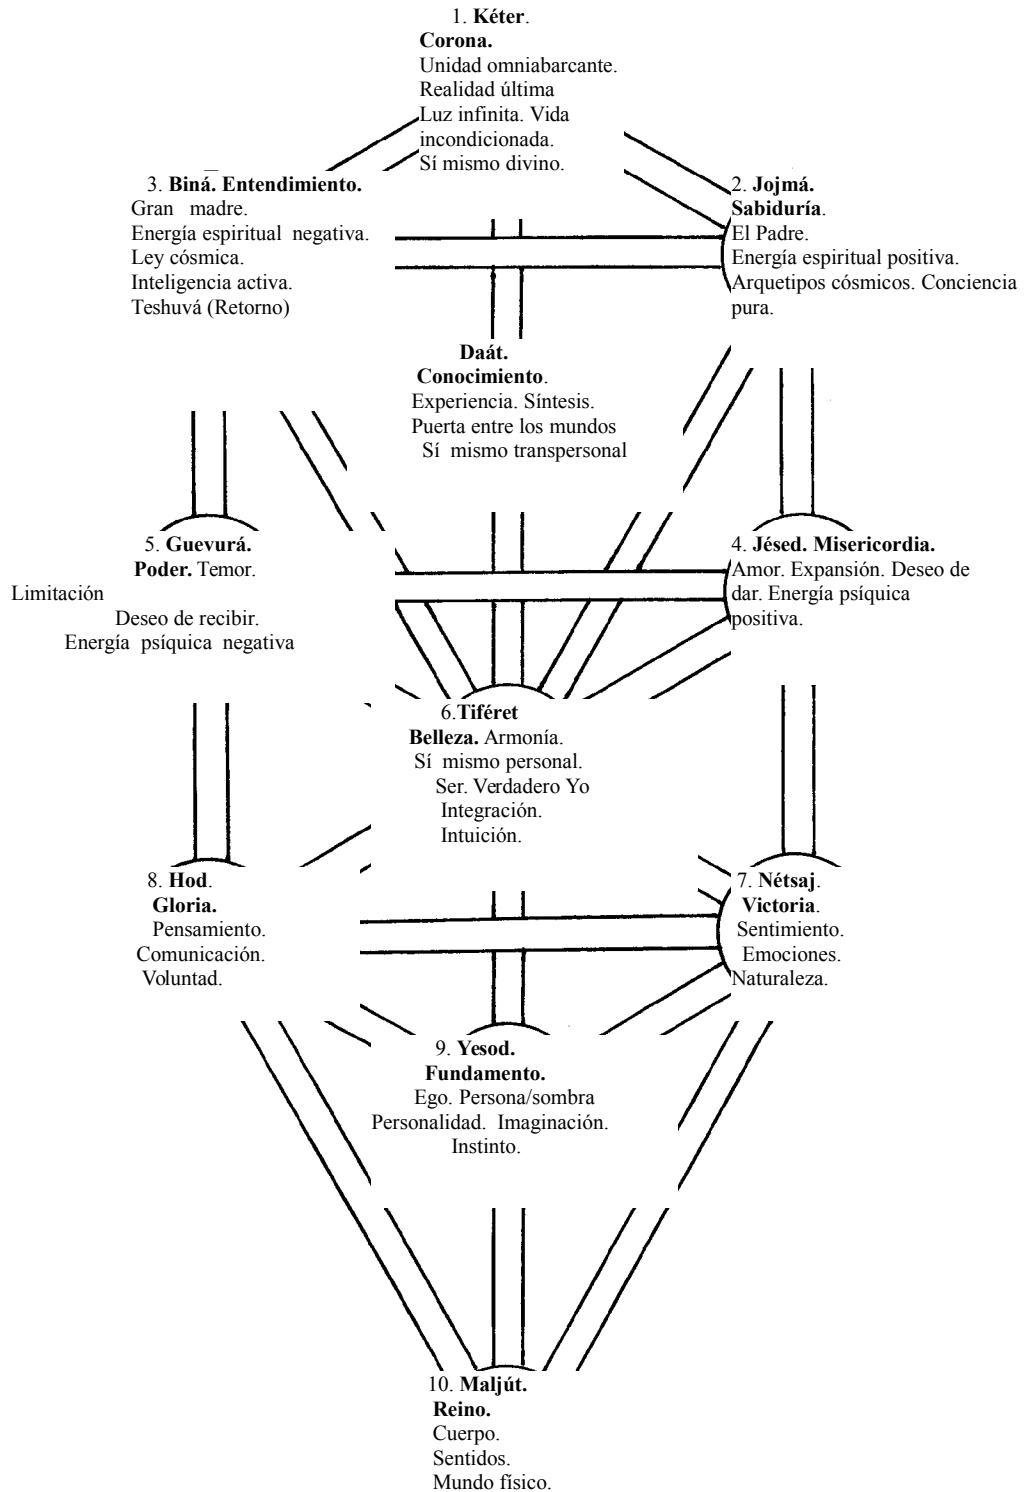 1. Kéter.
Corona.
Unidad omniabarcante.
Realidad última
Luz infinita. Vida
incondicionada.
Sí mismo divino.
3. Biná. Entendimiento.
Gran madre.
Energía espiritual negativa.
Ley cósmica.
Inteligencia activa.
Teshuvá (Retorno)
2. Jojmá.
Sabiduría.
El Padre.
Energía espiritual positiva.
Arquetipos cósmicos. Conciencia
pura.
Daát.
Conocimiento.
Experiencia. Síntesis.
Puerta entre los mundos
Sí mismo transpersonal
5. Guevurá.
Poder. Temor.
Limitación
Deseo de recibir.
Energía psíquica negativa
4. Jésed. Misericordia.
Amor. Expansión. Deseo de
dar. Energía psíquica
positiva.
6.Tiféret
Belleza. Armonía.
Sí mismo personal.
Ser. Verdadero Yo
Integración.
Intuición.
8. Hod.
Gloria.
Pensamiento.
Comunicación.
Voluntad.
7. Nétsaj.
Victoria.
Sentimiento.
Emociones.
Naturaleza.
9. Yesod.
Fundamento.
Ego. Persona/sombra
Personalidad. Imaginación.
Instinto.
10. Maljút.
Reino.
Cuerpo.
Sentidos.
Mundo físico.